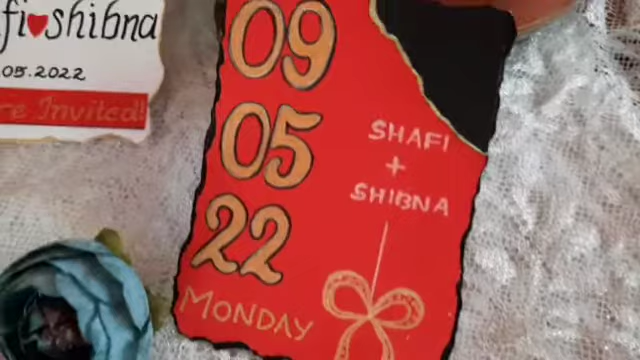 fi♥shibna
05.2022
re Invited!
09
05
22
MONDAY
SHAFI
+
SHIBNA